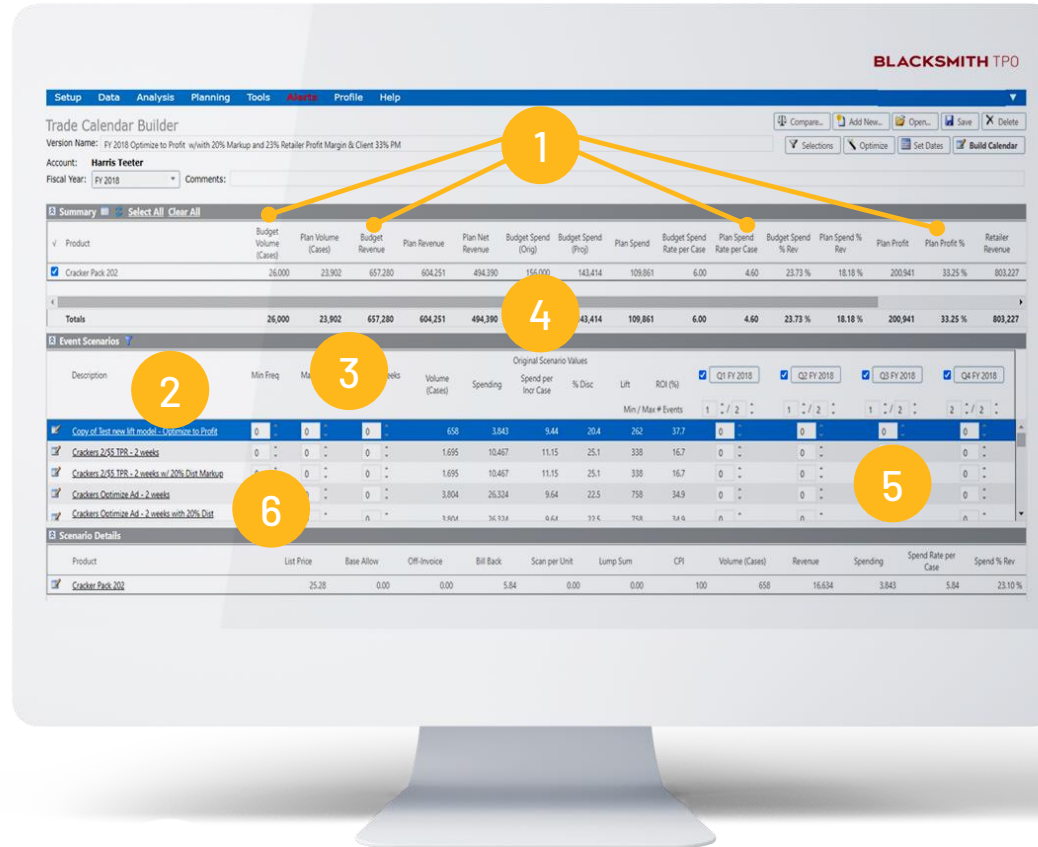 BLACKSMITH TPO
Setup Data Analysis Planning Tools Alerts Profile Help
Trade Calendar Builder
Compare... Add New... Open... Save Delete
Version Name: FY 2018 Optimize to Profit w/with 20% Markup and 23% Retailer Profit Margin & Client 33% PM
Selections Optimize Set Dates Build Calendar
Account: Harris Teeter
Fiscal Year: FY 2018 Comments:
1
Summary Select All Clear All
√ Product Budget Volume (Cases) Plan Volume (Cases) Budget Revenue Plan Revenue Plan Net Revenue Budget Spend (Orig) Budget Spend (Proj) Plan Spend Budget Spend Rate per Case Plan Spend Rate per Case Budget Spend % Rev Plan Spend % Rev Plan Profit Plan Profit % Retailer Revenue
Cracker Pack 202 26,000 23,902 657,280 604,251 494,390 156,000 143,414 109,861 6.00 4.60 23.73 % 18.18 % 200,941 33.25 % 803,227
4
Totals 26,000 23,902 657,280 604,251 494,390 109,861 6.00 4.60 23.73 % 18.18 % 200,941 33.25 % 803,227
Event Scenarios
Original Scenario Values
2
3
Description Min Freq Volume (Cases) Spending Spend per Incr Case % Disc Lift ROI (%) Q1 FY 2018 Q2 FY 2018 Q3 FY 2018 Q4 FY 2018
Min / Max # Events 1 / 2 1 / 2 1 / 2 2 / 2
Copy of Test new lift model - Optimize to Profit 0 0 0 658 3.843 9.44 20.4 262 37.7 0 0 0 0
Crackers 2/$5 TPR - 2 weeks 0 0 0 1.695 10.467 11.15 25.1 338 16.7 0 0 0
Crackers 2/$5 TPR - 2 weeks w/ 20% Dist Markup 0 0 1.695 10.467 11.15 25.1 338 16.7 0 0 0
5
Crackers Optimize Ad - 2 weeks 0 0 3.804 26.324 9.64 22.5 758 34.9 0 0 0
6
Crackers Optimize Ad - 2 weeks with 20% Dist 0 3.804 26.324 9.64 22.5 758 34.9 0 0 0
Scenario Details
Product List Price Base Allow Off-Invoice Bill Back Scan per Unit Lump Sum CPI Volume (Cases) Revenue Spending Spend Rate per Case Spend % Rev
Cracker Pack 202 25.28 0.00 0.00 5.84 0.00 0.00 100 658 16.634 3.843 5.84 23.10 %